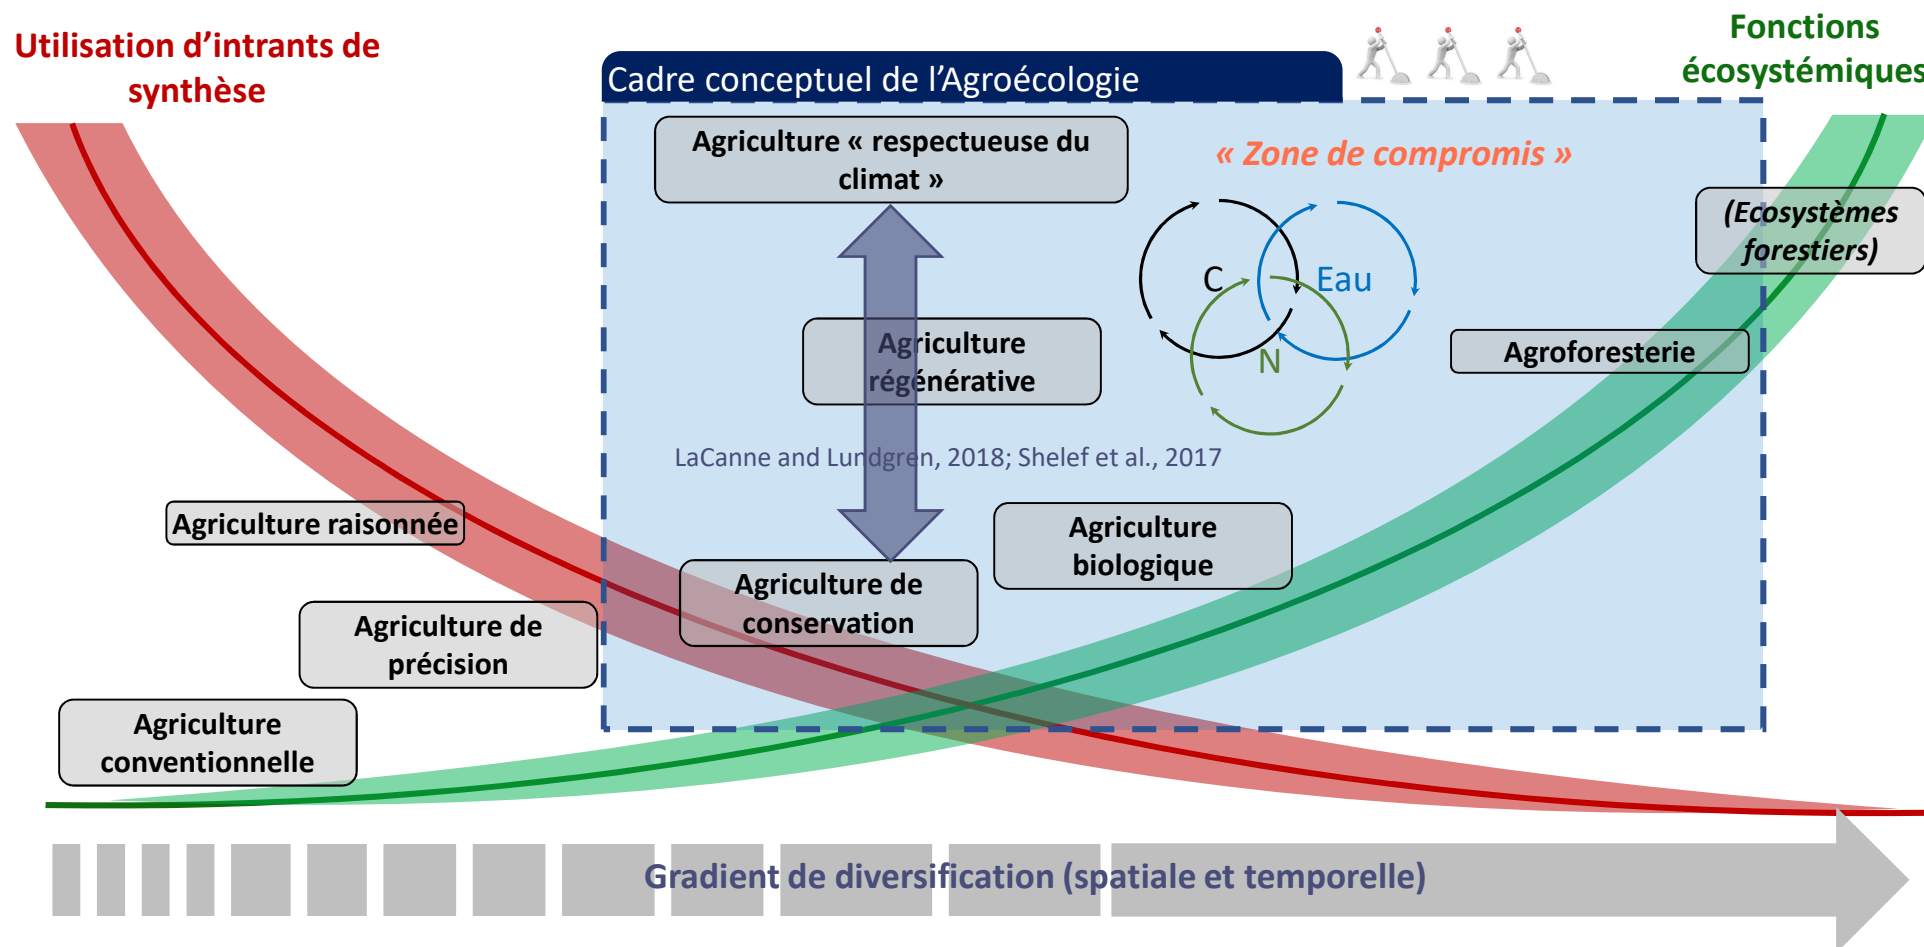 Utilisation d’intrants de
synthèse
Cadre conceptuel de l’Agroécologie
Fonctions
écosystémiques
Agriculture « respectueuse du
climat »
« Zone de compromis »
(Ecosystèmes
forestiers)
C
Eau
N
Agriculture
régénérative
Agroforesterie
LaCanne and Lundgren, 2018; Shelef et al., 2017
Agriculture raisonnée
Agriculture
biologique
Agriculture de
conservation
Agriculture de
précision
Agriculture
conventionnelle
Gradient de diversification (spatiale et temporelle)